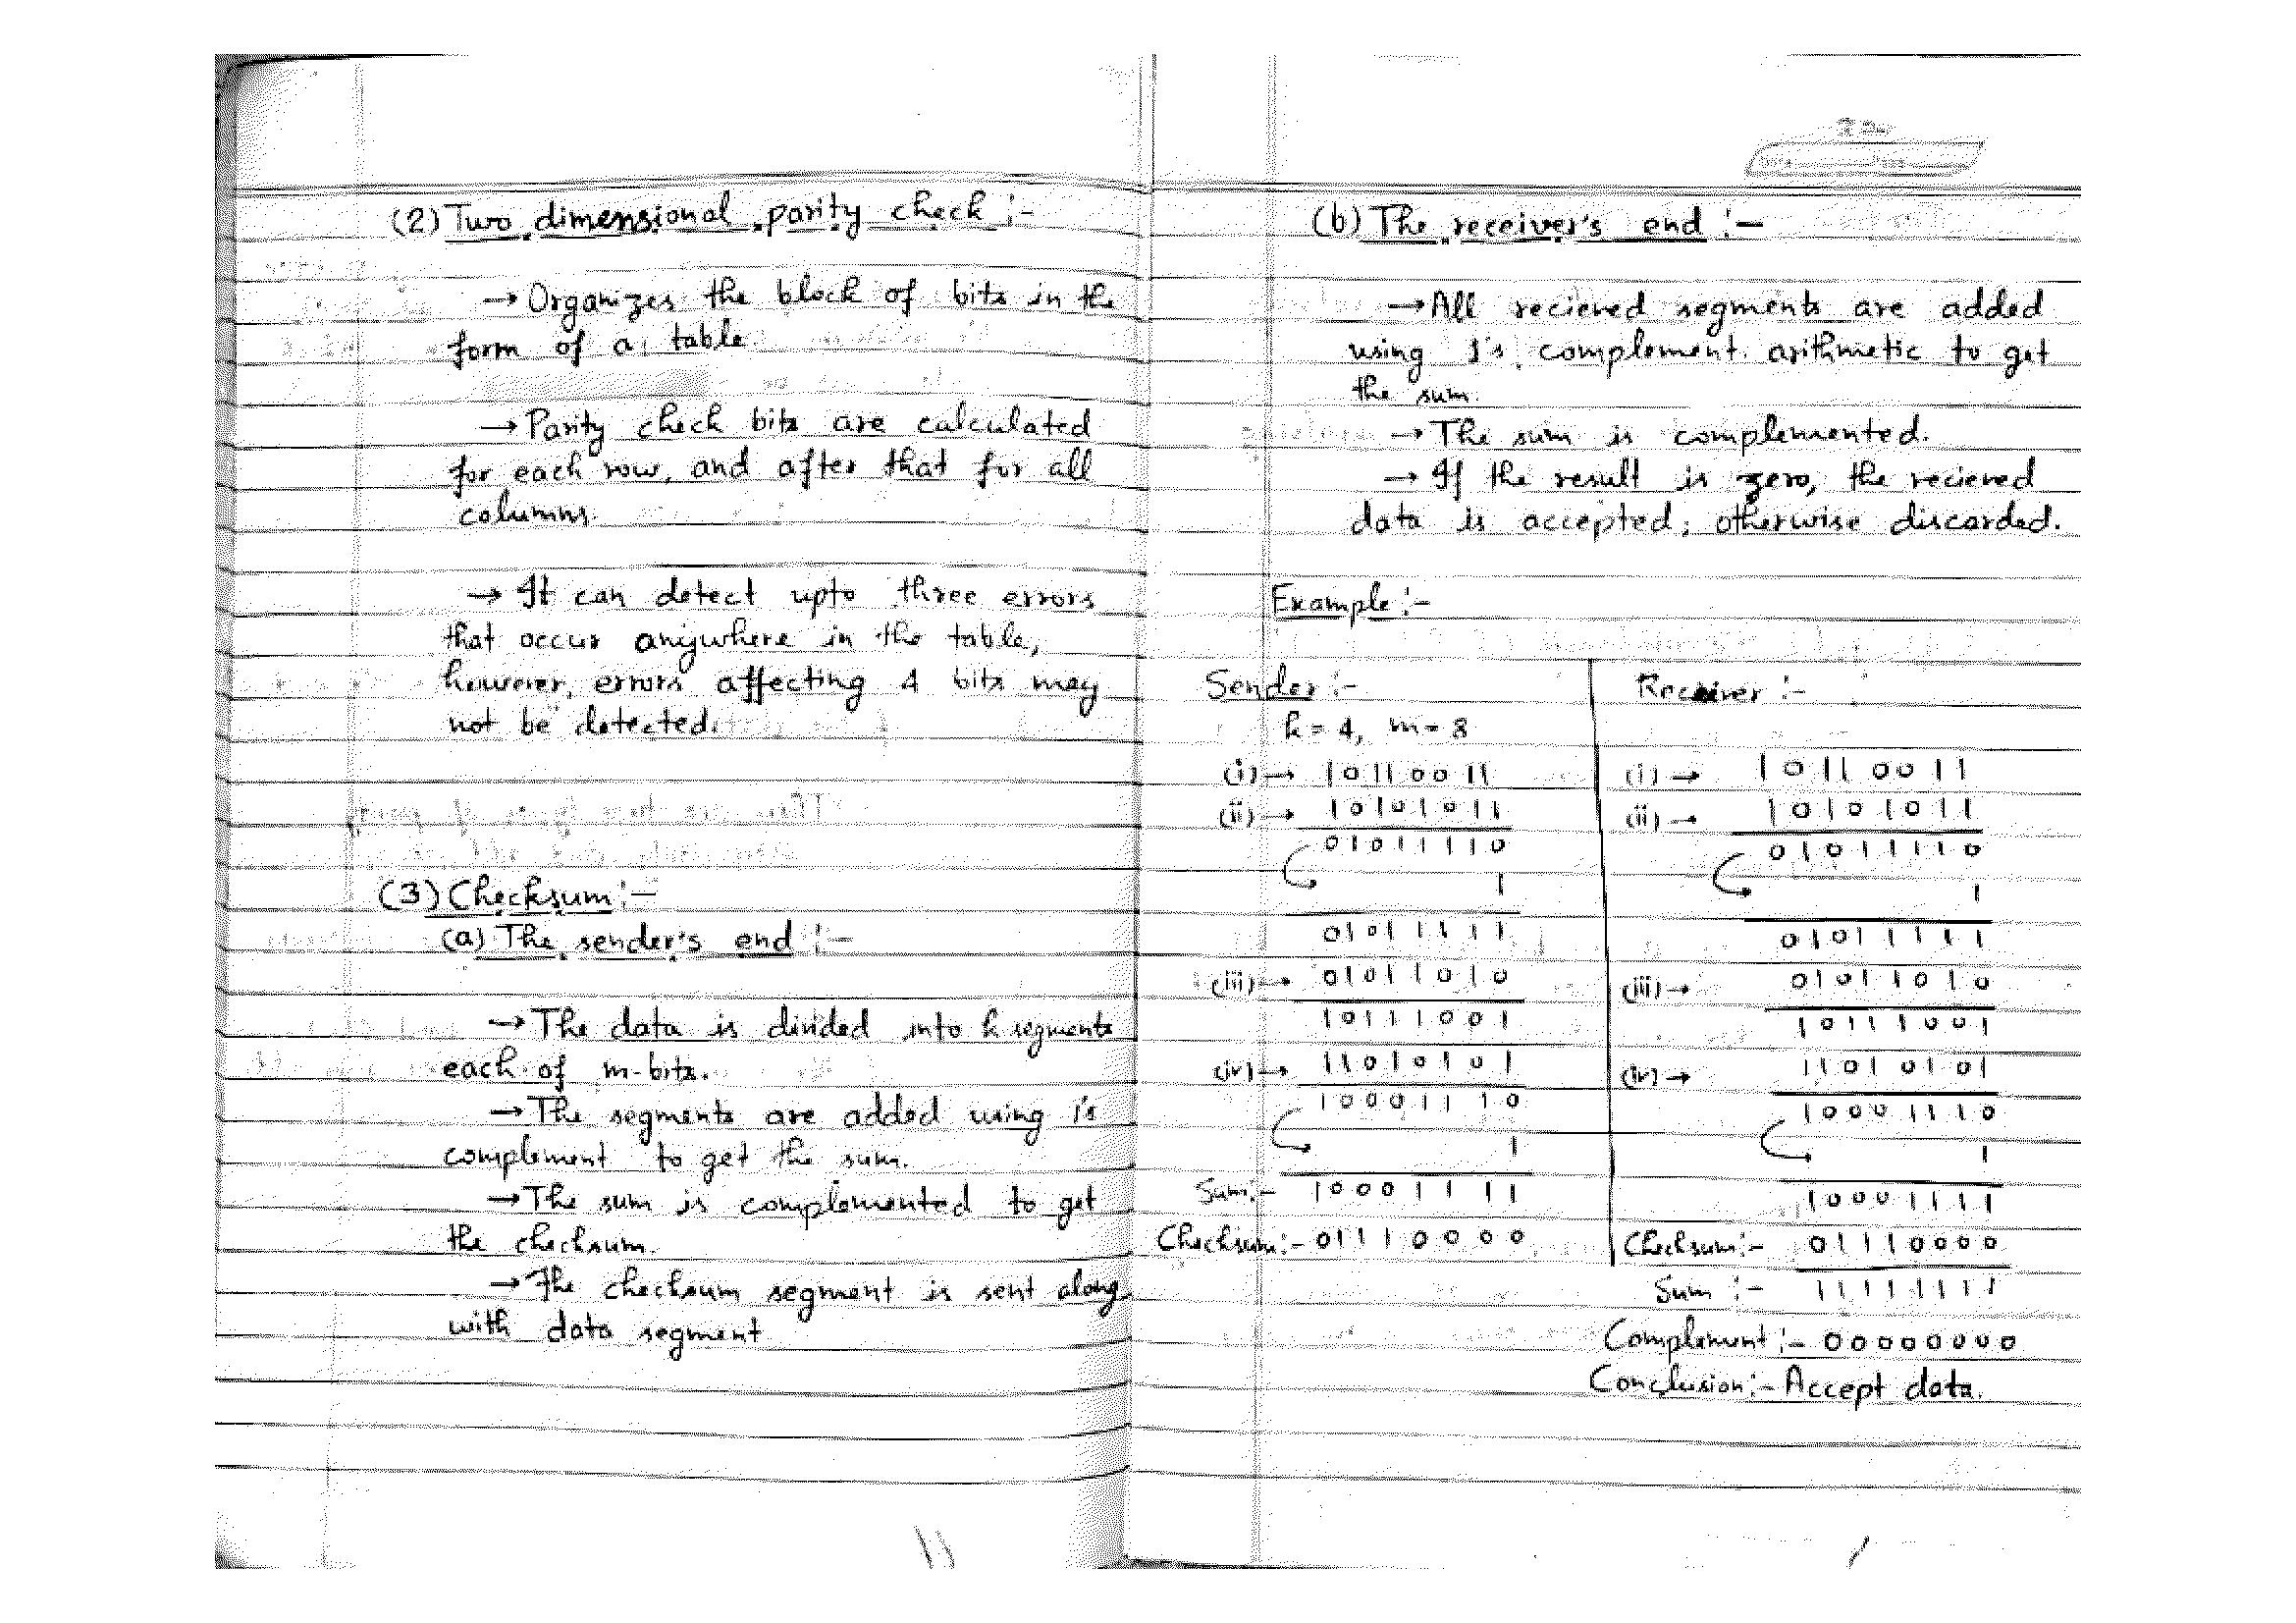 (2) Two dimensional parity check :-
→ Organizes the block of bits in the
form of a table
→ Parity check bits are calculated
for each row, and after that for all
columns.
→ It can detect upto three errors
that occur anywhere in the table,
however, errors affecting 4 bits may
not be detected.
(3) Checksum :-
(a) The sender's end :-
→ The data is divided into k segments
each of m-bits.
→ The segments are added using 1's
complement to get the sum.
→ The sum is complemented to get
the checksum.
→ The checksum segment is sent along
with data segment
(b) The receiver's end :-
→ All recieved segments are added
using 1's complement arithmetic to get
the sum.
→ The sum is complemented.
→ If the result is zero, the recieved
data is accepted; otherwise discarded.
Example :-
Sender :-
k = 4, m = 8
(i) → 10110011
(ii) → 10101011
01011110
1
01011111
(iii) → 01011010
10111001
(iv) → 11010101
10001110
1
Sum :- 10001111
Checksum :- 01110000
Receiver :-
(i) → 10110011
(ii) → 10101011
01011110
1
01011111
(iii) → 01011010
10111001
(iv) → 11010101
10001110
1
10001111
Checksum :- 01110000
Sum :- 11111111
Complement :- 00000000
Conclusion :- Accept data.